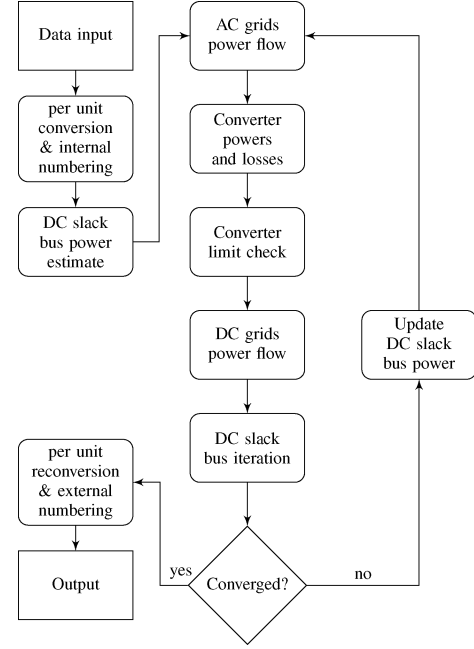 Data input
per unit
conversion
& internal
numbering
DC slack
bus power
estimate
AC grids
power flow
Converter
powers
and losses
Converter
limit check
DC grids
power flow
DC slack
bus iteration
Converged?
yes
no
Update
DC slack
bus power
per unit
reconversion
& external
numbering
Output